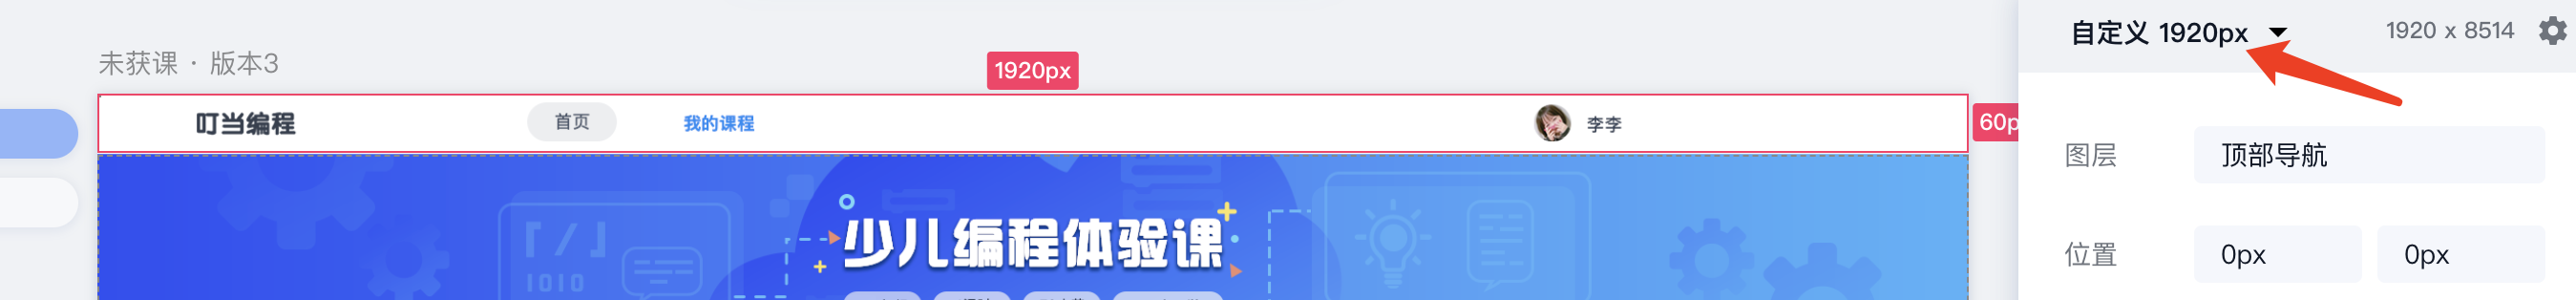 自定义 1920px
1920 x 8514
未获课 · 版本3
1920px
叮当编程
首页
我的课程
李李
60p
图层
顶部导航
少儿编程体验课
1010
位置
0px
0px